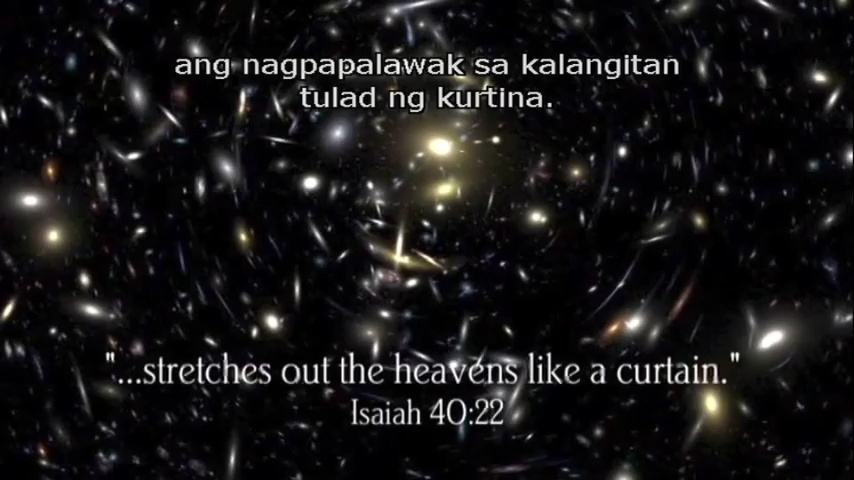 ang nagpapalawak sa kalangitan
tulad ng kurtina.
"...stretches out the heavens like a curtain."
Isaiah 40:22